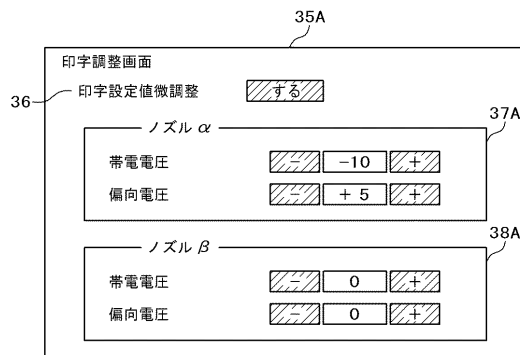 35A
印字調整画面
36 印字設定値微調整 する
37A
ノズル α
帯電電圧 − −10 +
偏向電圧 − + 5 +
38A
ノズル β
帯電電圧 − 0 +
偏向電圧 − 0 +